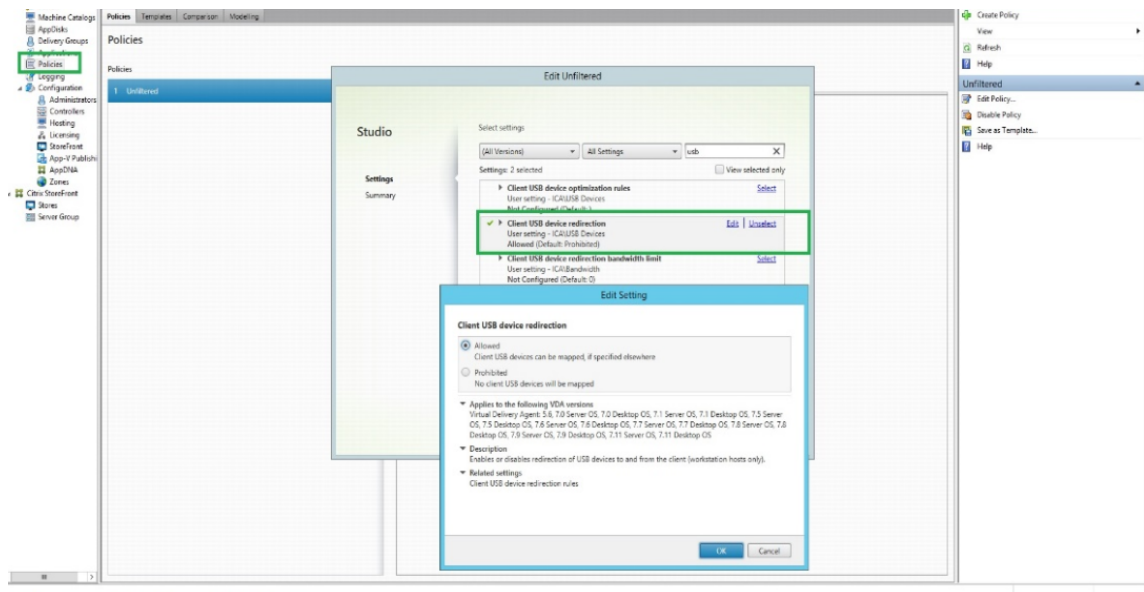 Machine Catalogs
AppDisks
Delivery Groups
Applications
Policies
Logging
Configuration
Administrators
Controllers
Hosting
Licensing
StoreFront
App-V Publishi
AppDNA
Zones
Citrix StoreFront
Stores
Server Group
Policies Templates Comparison Modelling
Policies
Policies
1 Unfiltered
Edit Unfiltered
Studio
Settings
Summary
Select settings
(All Versions) All Settings usb X
Settings: 2 selected View selected only
Client USB device optimization rules Select
User setting - ICA\USB Devices
Not Configured (Default: )
Client USB device redirection Edit | Unselect
User setting - ICA\USB Devices
Allowed (Default: Prohibited)
Client USB device redirection bandwidth limit Select
User setting - ICA\Bandwidth
Not Configured (Default: 0)
Edit Setting
Client USB device redirection
Allowed
Client USB devices can be mapped, if specified elsewhere
Prohibited
No client USB devices will be mapped
Applies to the following VDA versions
Virtual Delivery Agent: 5.6, 7.0 Server OS, 7.0 Desktop OS, 7.1 Server OS, 7.1 Desktop OS, 7.5 Server
OS, 7.5 Desktop OS, 7.6 Server OS, 7.6 Desktop OS, 7.7 Server OS, 7.7 Desktop OS, 7.8 Server OS, 7.8
Desktop OS, 7.9 Server OS, 7.9 Desktop OS, 7.11 Server OS, 7.11 Desktop OS
Description
Enables or disables redirection of USB devices to and from the client (workstation hosts only).
Related settings
Client USB device redirection rules
OK Cancel
Create Policy
View
Refresh
Help
Unfiltered
Edit Policy...
Disable Policy
Save as Template...
Help